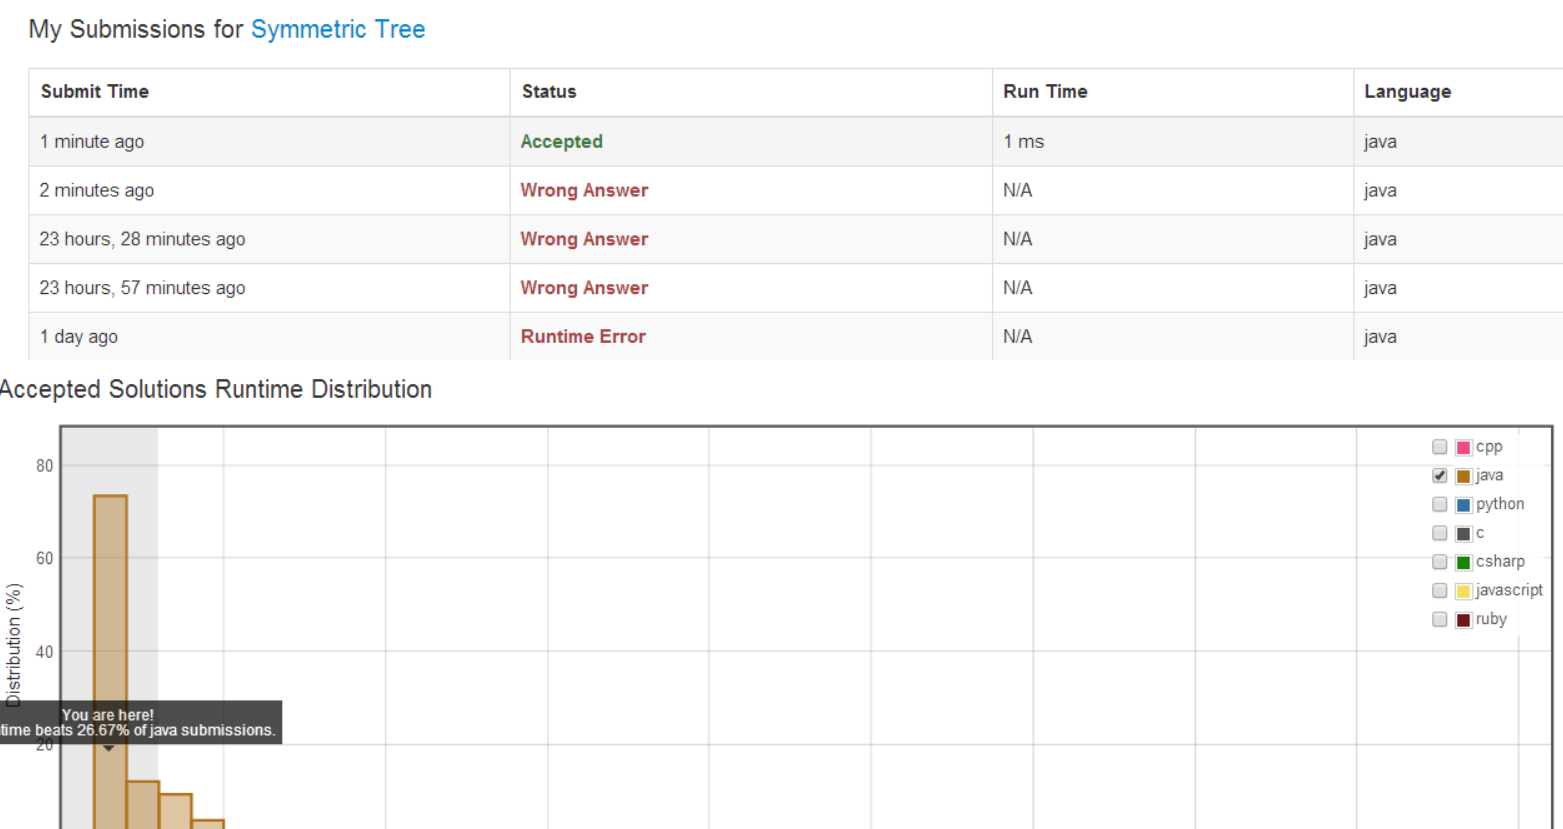 My Submissions for Symmetric Tree
Submit Time Status Run Time Language
1 minute ago Accepted 1 ms java
2 minutes ago Wrong Answer N/A java
23 hours, 28 minutes ago Wrong Answer N/A java
23 hours, 57 minutes ago Wrong Answer N/A java
1 day ago Runtime Error N/A java
Accepted Solutions Runtime Distribution
80
60
40
20
Distribution (%)
You are here!
time beats 26.67% of java submissions.
cpp
java
python
c
csharp
javascript
ruby